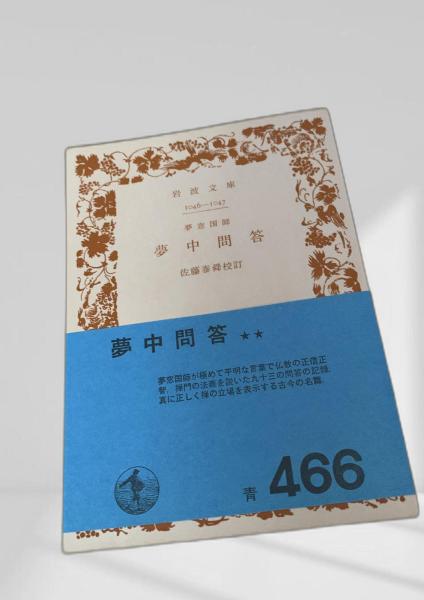 岩波文庫
1046—1047
夢窓国師
夢中問答
佐藤泰舜校訂
夢中問答 ★★
夢窓国師が極めて平明な言葉で仏教の正信正
智、禅門の法義を説いた九十三の問答の記録.
真に正しく禅の立場を表示する古今の名篇.
青 466